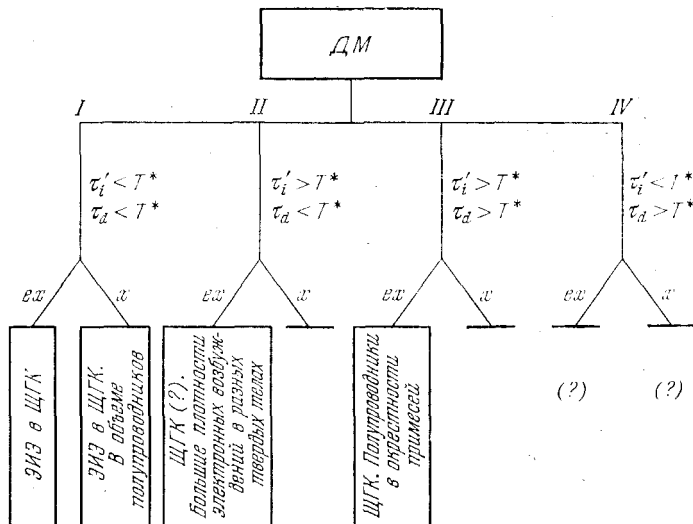 ДМ
I II III IV
τ'i < T* τ'i > T* τ'i > T* τ'i < T*
τd < T* τd < T* τd > T* τd > T*
ex x ex x ex x ex x
ЭИЭ в ЩГК
ЭИЭ в ЩГК.
В объеме
полупроводников
ЩГК (?).
Большие плотности
электронных возбуж-
дений в разных
твердых телах
ЩГК. Полупроводники
в окрестности
примесей
(?)
(?)